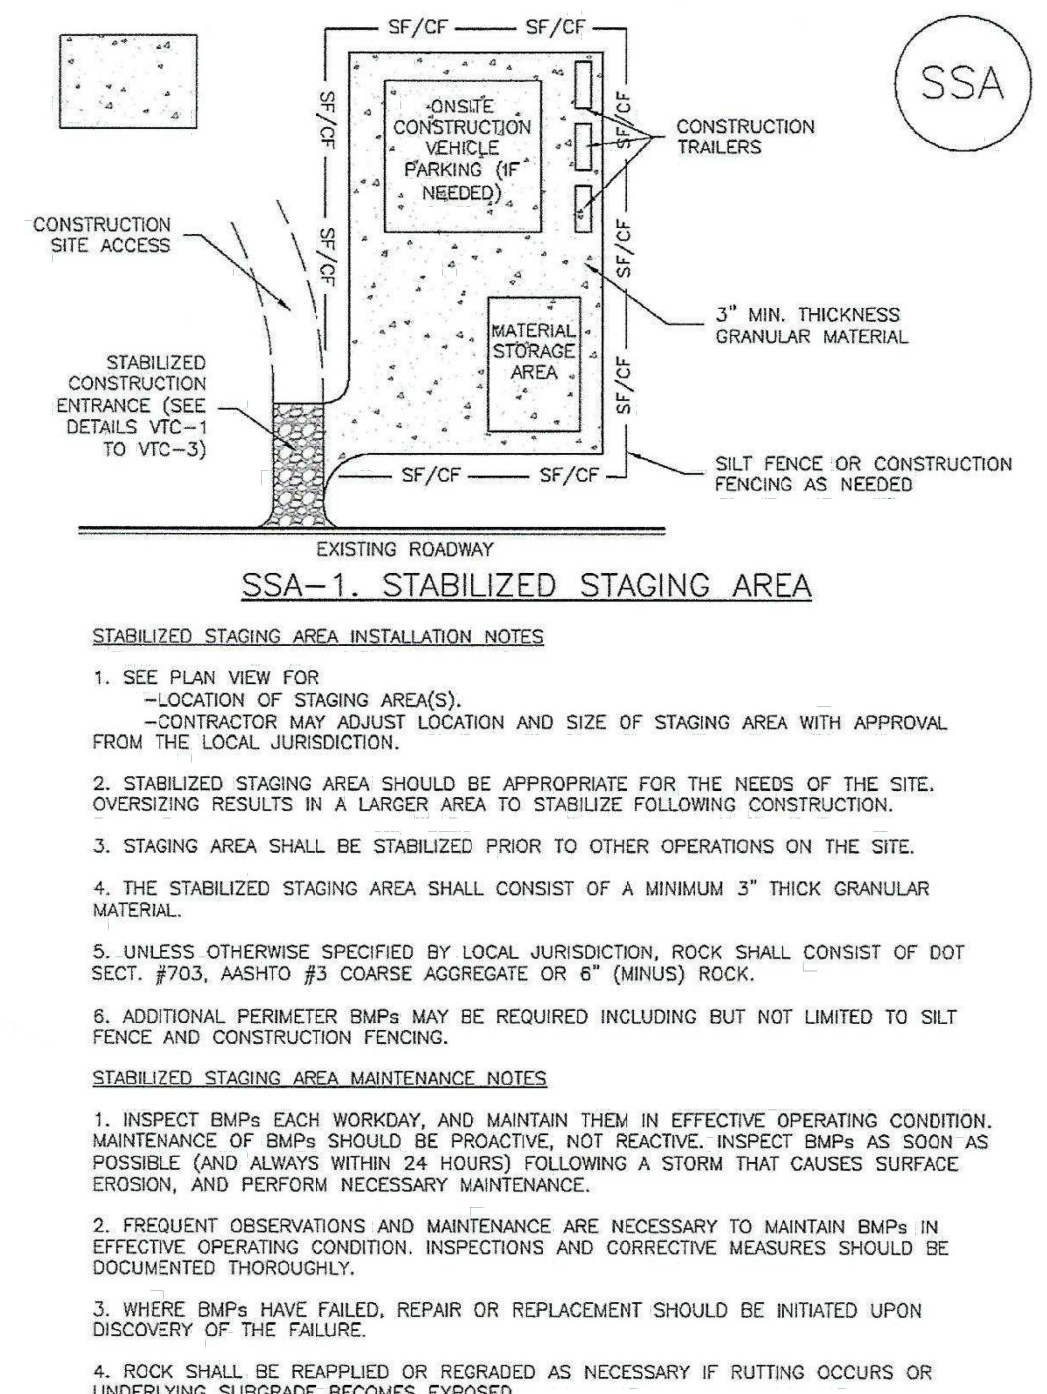 SF/CF SF/CF
SSA
SF/CF
SF/CF
ONSITE
CONSTRUCTION
VEHICLE
PARKING (IF
NEEDED)
SF/CF
SF/CF
SF/CF
CONSTRUCTION
TRAILERS
CONSTRUCTION
SITE ACCESS
3" MIN. THICKNESS
GRANULAR MATERIAL
MATERIAL
STORAGE
AREA
STABILIZED
CONSTRUCTION
ENTRANCE (SEE
DETAILS VTC-1
TO VTC-3)
SF/CF SF/CF
SILT FENCE OR CONSTRUCTION
FENCING AS NEEDED
EXISTING ROADWAY
SSA-1. STABILIZED STAGING AREA
STABILIZED STAGING AREA INSTALLATION NOTES
1. SEE PLAN VIEW FOR
-LOCATION OF STAGING AREA(S).
-CONTRACTOR MAY ADJUST LOCATION AND SIZE OF STAGING AREA WITH APPROVAL
FROM THE LOCAL JURISDICTION.
2. STABILIZED STAGING AREA SHOULD BE APPROPRIATE FOR THE NEEDS OF THE SITE.
OVERSIZING RESULTS IN A LARGER AREA TO STABILIZE FOLLOWING CONSTRUCTION.
3. STAGING AREA SHALL BE STABILIZED PRIOR TO OTHER OPERATIONS ON THE SITE.
4. THE STABILIZED STAGING AREA SHALL CONSIST OF A MINIMUM 3" THICK GRANULAR
MATERIAL.
5. UNLESS OTHERWISE SPECIFIED BY LOCAL JURISDICTION, ROCK SHALL CONSIST OF DOT
SECT. #703, AASHTO #3 COARSE AGGREGATE OR 6" (MINUS) ROCK.
6. ADDITIONAL PERIMETER BMPs MAY BE REQUIRED INCLUDING BUT NOT LIMITED TO SILT
FENCE AND CONSTRUCTION FENCING.
STABILIZED STAGING AREA MAINTENANCE NOTES
1. INSPECT BMPs EACH WORKDAY, AND MAINTAIN THEM IN EFFECTIVE OPERATING CONDITION.
MAINTENANCE OF BMPs SHOULD BE PROACTIVE, NOT REACTIVE. INSPECT BMPs AS SOON AS
POSSIBLE (AND ALWAYS WITHIN 24 HOURS) FOLLOWING A STORM THAT CAUSES SURFACE
EROSION, AND PERFORM NECESSARY MAINTENANCE.
2. FREQUENT OBSERVATIONS AND MAINTENANCE ARE NECESSARY TO MAINTAIN BMPs IN
EFFECTIVE OPERATING CONDITION. INSPECTIONS AND CORRECTIVE MEASURES SHOULD BE
DOCUMENTED THOROUGHLY.
3. WHERE BMPs HAVE FAILED, REPAIR OR REPLACEMENT SHOULD BE INITIATED UPON
DISCOVERY OF THE FAILURE.
4. ROCK SHALL BE REAPPLIED OR REGRADED AS NECESSARY IF RUTTING OCCURS OR
UNDERLYING SUBGRADE BECOMES EXPOSED.